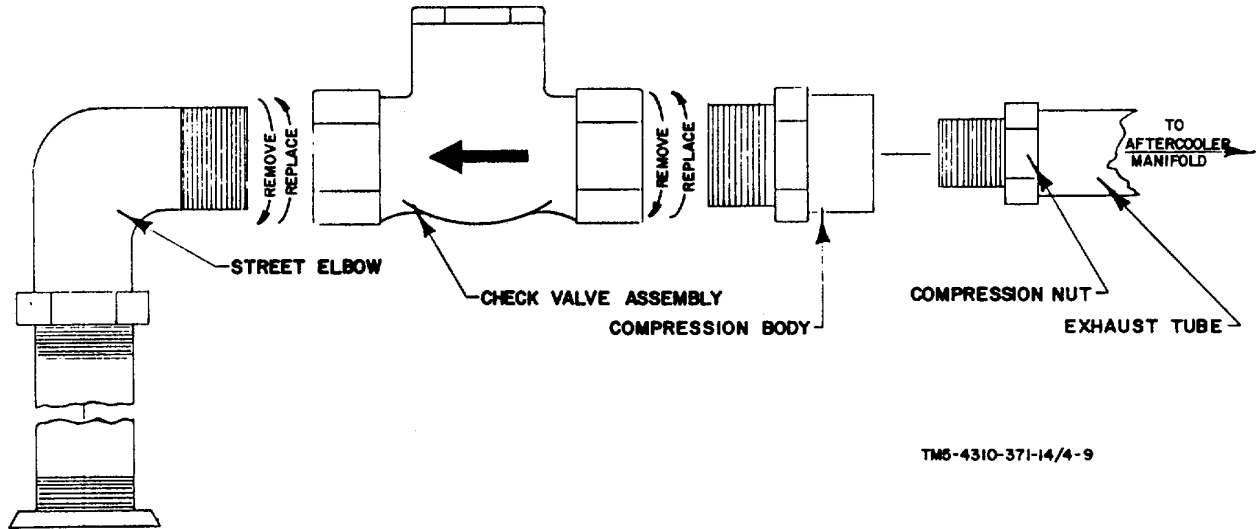 REMOVE
REPLACE
REMOVE
REPLACE
TO
AFTERCOOLER
MANIFOLD
STREET ELBOW
CHECK VALVE ASSEMBLY
COMPRESSION BODY
COMPRESSION NUT
EXHAUST TUBE
TM5-4310-371-14/4-9